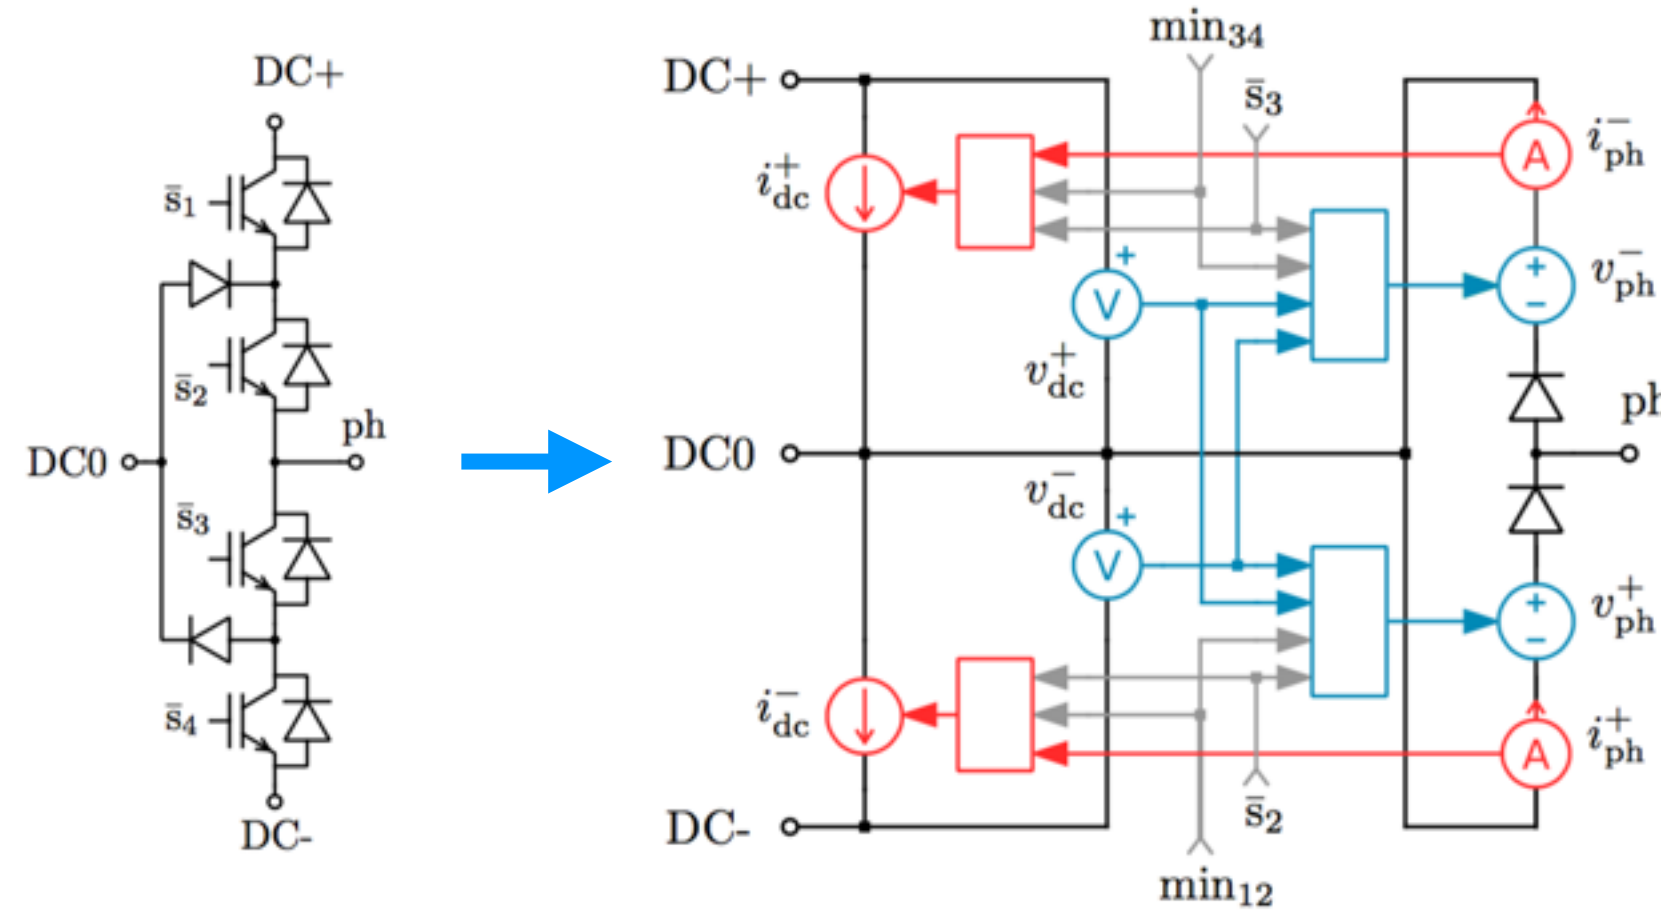 DC+
s̄₁
s̄₂
ph
DC0
s̄₃
s̄₄
DC-
min₃₄
DC+
s̄₃
i⁻ph
A
i⁺dc
+
v⁻ph
+
−
V
v⁺dc
ph
DC0
v⁻dc
+
V
v⁺ph
+
−
i⁻dc
i⁺ph
A
s̄₂
DC-
min₁₂